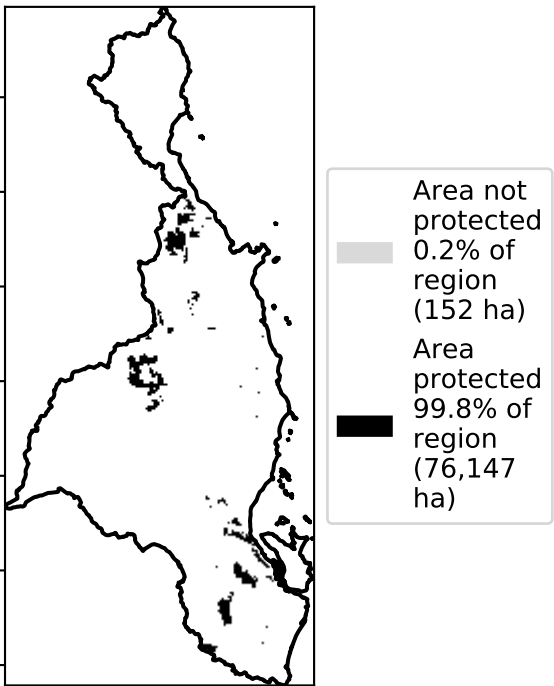 Area not
protected
0.2% of
region
(152 ha)
Area
protected
99.8% of
region
(76,147
ha)